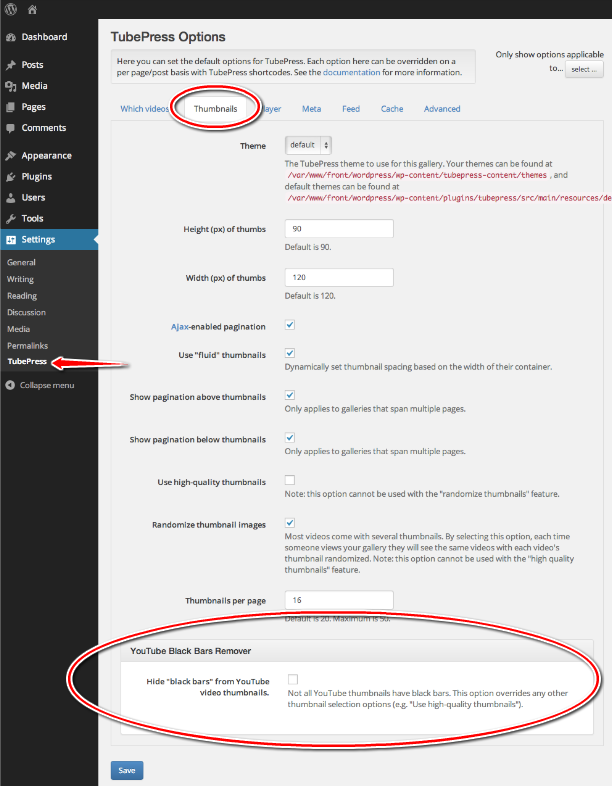 TubePress Options
Here you can set the default options for TubePress. Each option here can be overridden on
a per page/post basis with TubePress shortcodes. See the documentation for more information.
Only show options applicable
to... select ...
Dashboard
Posts
Media
Pages
Comments
Appearance
Plugins
Users
Tools
Settings
General
Writing
Reading
Discussion
Media
Permalinks
TubePress
Collapse menu
Which videos Thumbnails layer Meta Feed Cache Advanced
Theme default
The TubePress theme to use for this gallery. Your themes can be found at
/var/www/front/wordpress/wp-content/tubepress-content/themes , and
default themes can be found at
/var/www/front/wordpress/wp-content/plugins/tubepress/src/main/resources/de
Height (px) of thumbs 90
Default is 90.
Width (px) of thumbs 120
Default is 120.
Ajax-enabled pagination
Use "fluid" thumbnails
Dynamically set thumbnail spacing based on the width of their container.
Show pagination above thumbnails
Only applies to galleries that span multiple pages.
Show pagination below thumbnails
Only applies to galleries that span multiple pages.
Use high-quality thumbnails
Note: this option cannot be used with the "randomize thumbnails" feature.
Randomize thumbnail images
Most videos come with several thumbnails. By selecting this option, each time
someone views your gallery they will see the same videos with each video's
thumbnail randomized. Note: this option cannot be used with the "high quality
thumbnails" feature.
Thumbnails per page 16
Default is 20. Maximum is 50.
YouTube Black Bars Remover
Hide "black bars" from YouTube
video thumbnails.
Not all YouTube thumbnails have black bars. This option overrides any other
thumbnail selection options (e.g. "Use high-quality thumbnails").
Save